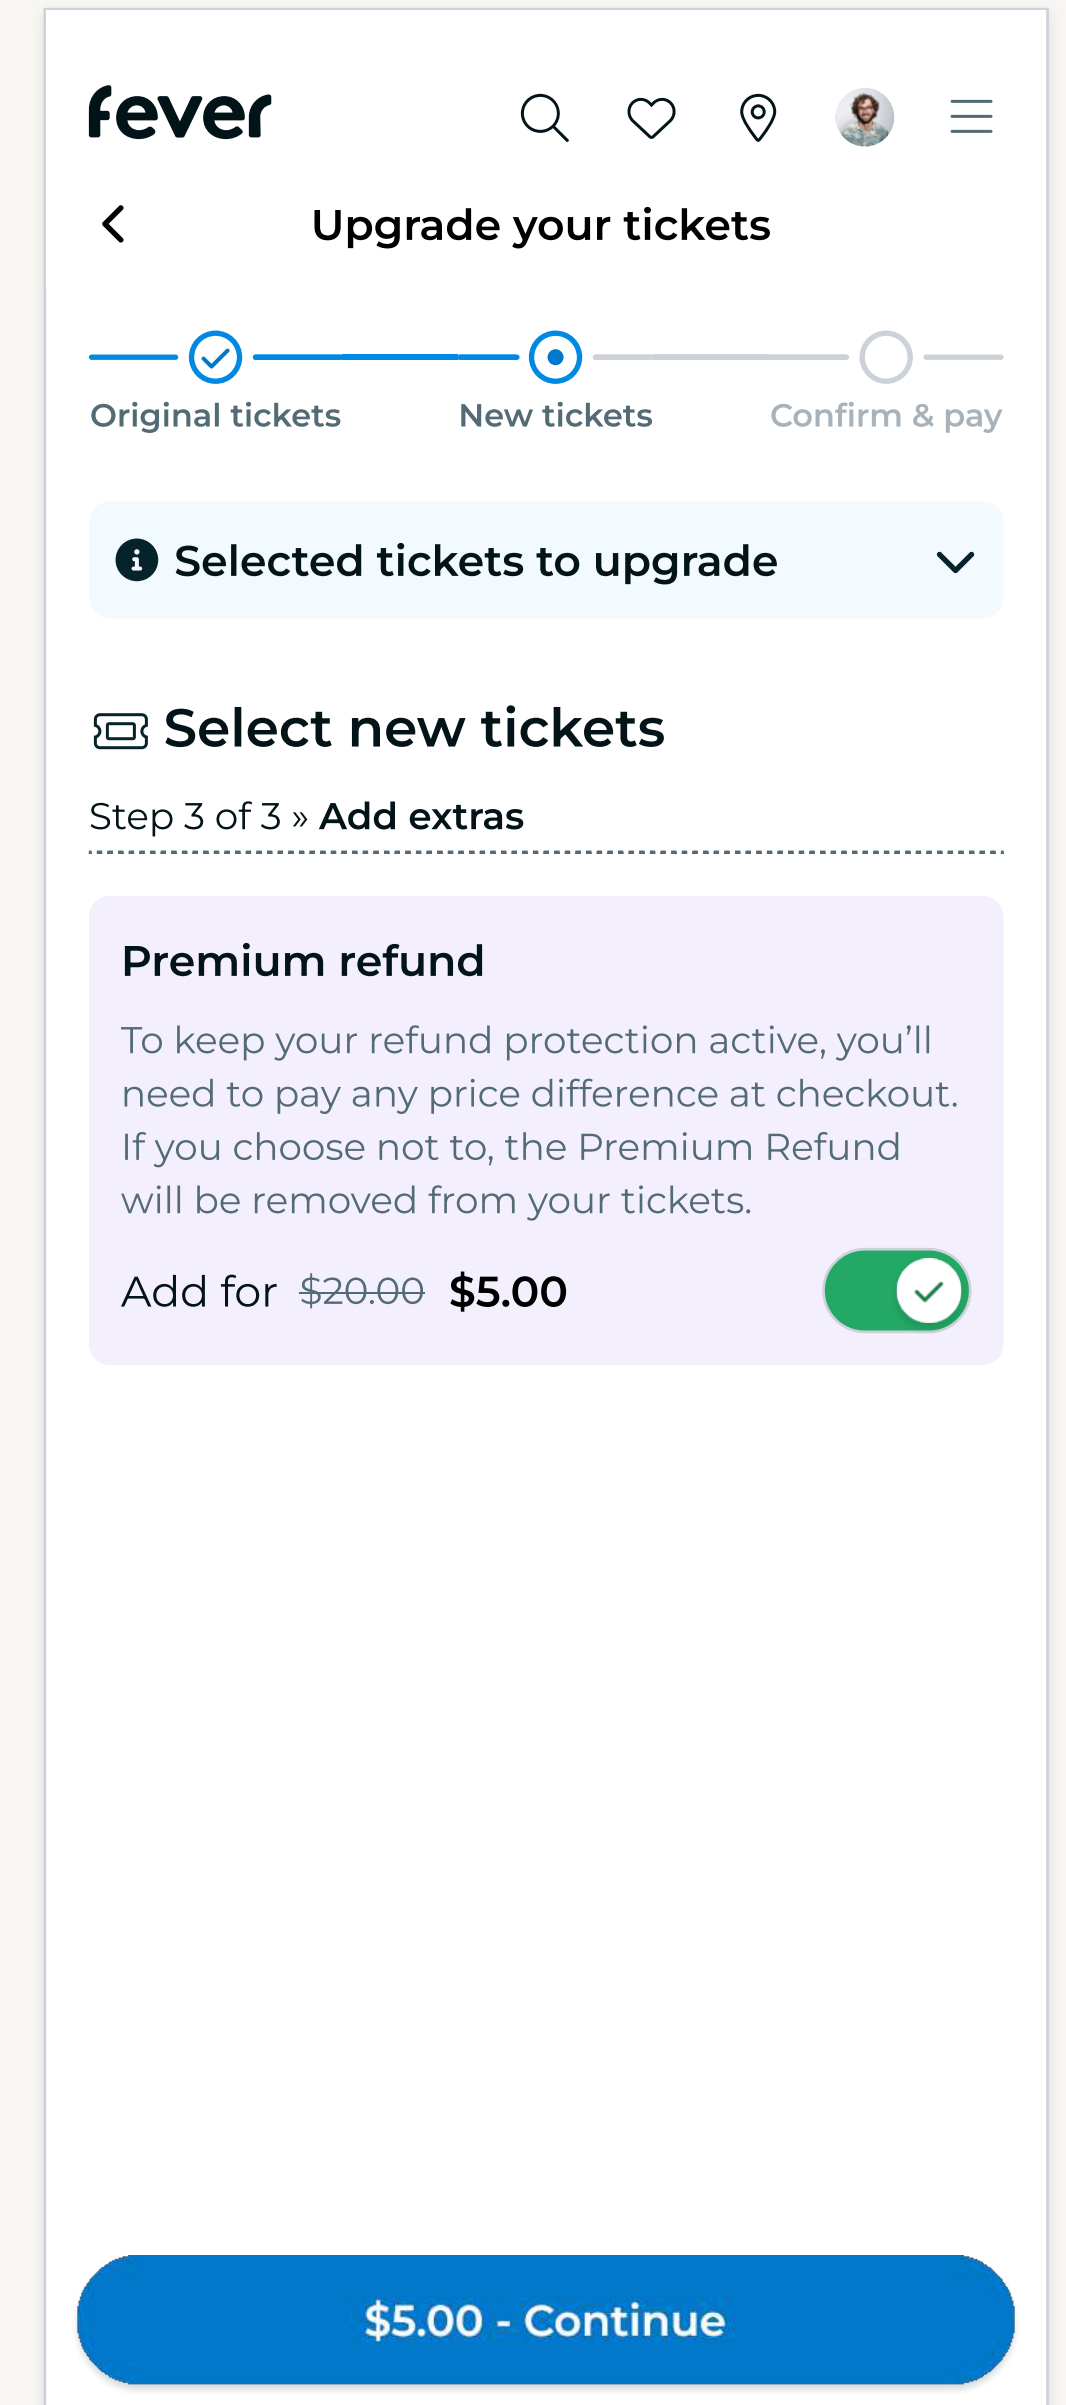 fever
Upgrade your tickets
Original tickets
New tickets
Confirm & pay
Selected tickets to upgrade
Select new tickets
Step 3 of 3 » Add extras
Premium refund
To keep your refund protection active, you’ll
need to pay any price difference at checkout.
If you choose not to, the Premium Refund
will be removed from your tickets.
Add for $20.00 $5.00
$5.00 - Continue